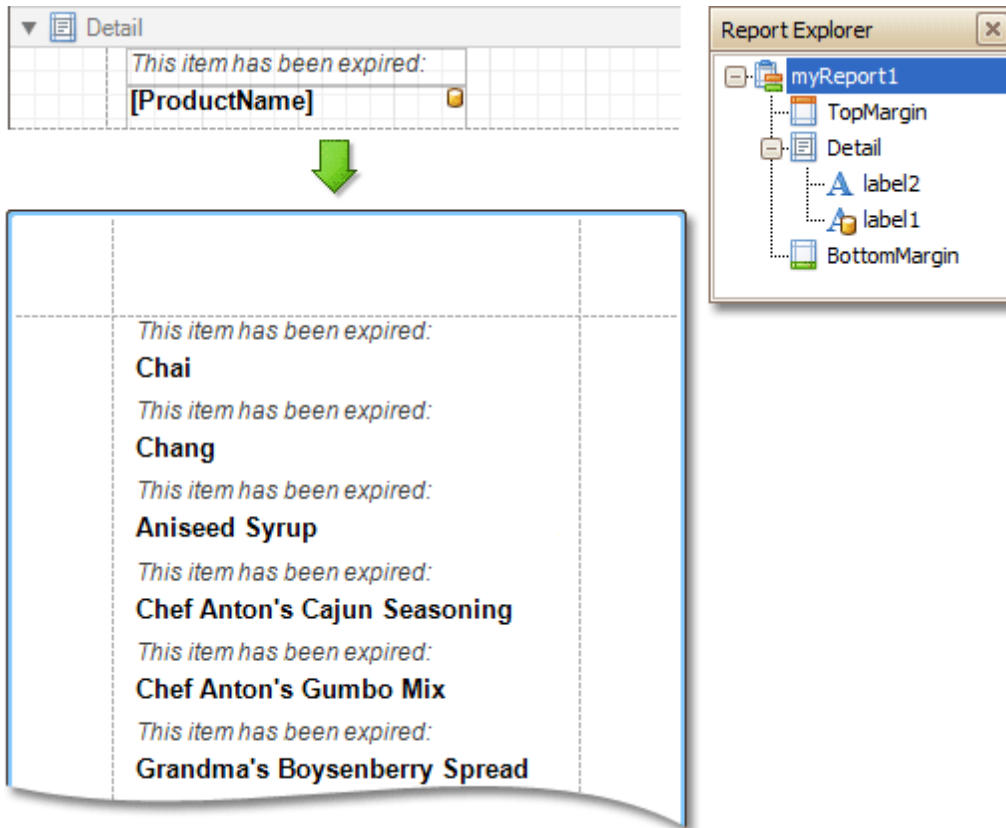 Detail
This item has been expired:
[ProductName]
This item has been expired:
Chai
This item has been expired:
Chang
This item has been expired:
Aniseed Syrup
This item has been expired:
Chef Anton's Cajun Seasoning
This item has been expired:
Chef Anton's Gumbo Mix
This item has been expired:
Grandma's Boysenberry Spread
Report Explorer
myReport1
TopMargin
Detail
label2
label1
BottomMargin